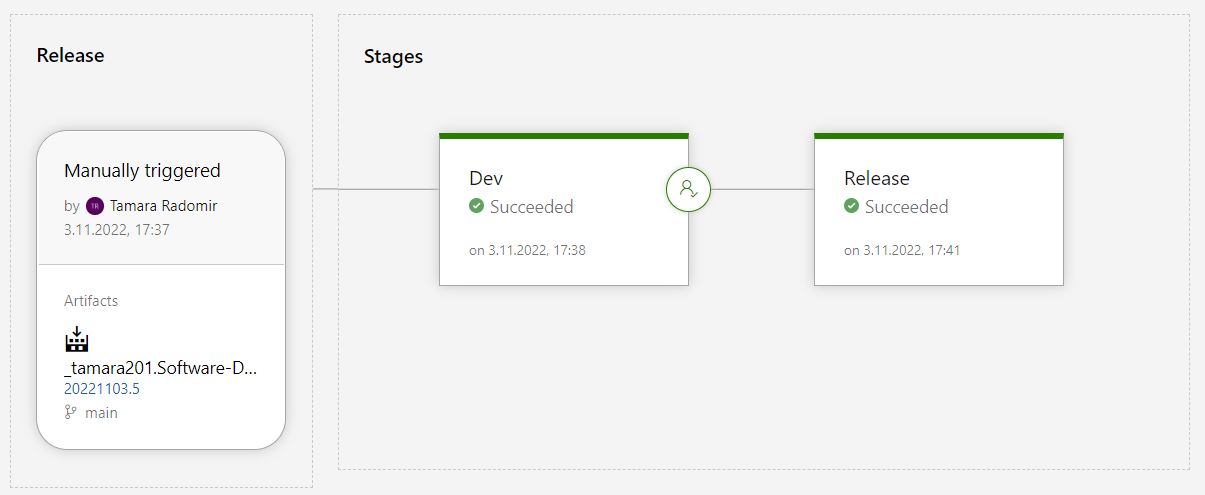 Release
Manually triggered
by TR Tamara Radomir
3.11.2022, 17:37
Artifacts
_tamara201.Software-D...
20221103.5
main
Stages
Dev
Succeeded
on 3.11.2022, 17:38
Release
Succeeded
on 3.11.2022, 17:41